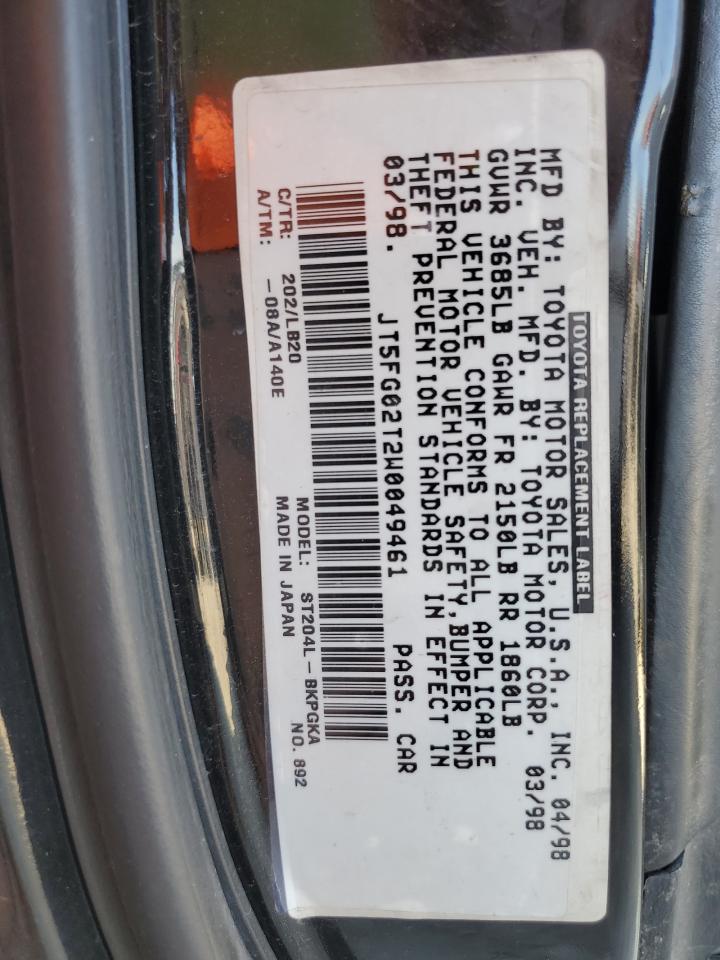 TOYOTA REPLACEMENT LABEL
MFD BY: TOYOTA MOTOR SALES, U.S.A., INC. 04/98
INC. VEH. MFD. BY: TOYOTA MOTOR CORP. 03/98
GVWR 3685LB GAWR FR 2150LB RR 1860LB
THIS VEHICLE CONFORMS TO ALL APPLICABLE
FEDERAL MOTOR VEHICLE SAFETY, BUMPER AND
THEFT PREVENTION STANDARDS IN EFFECT IN
03/98. JT5FG02T2W0049461 PASS. CAR
C/TR: 202/LB20 MODEL: ST204L-BKPGKA
A/TM: -08A/A140E MADE IN JAPAN NO. 892